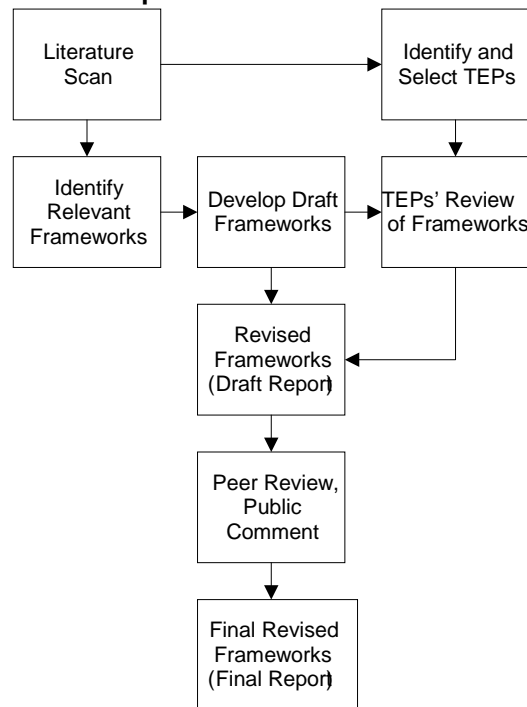 Literature
Scan
Identify and
Select TEPs
Identify
Relevant
Frameworks
Develop Draft
Frameworks
TEPs’ Review
of Frameworks
Revised
Frameworks
(Draft Report)
Peer Review,
Public
Comment
Final Revised
Frameworks
(Final Report)